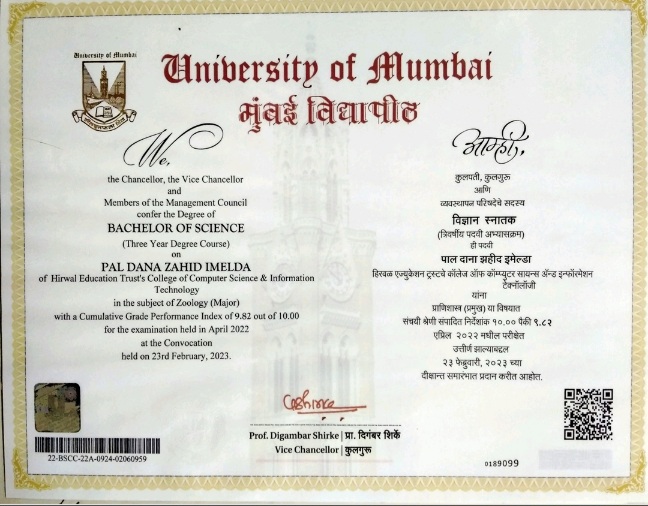 University of Mumbai
University of Mumbai
मुंबई विद्यापीठ
We,
the Chancellor, the Vice Chancellor
and
Members of the Management Council
confer the Degree of
BACHELOR OF SCIENCE
(Three Year Degree Course)
on
PAL DANA ZAHID IMELDA
of Hirwal Education Trust's College of Computer Science & Information
Technology
in the subject of Zoology (Major)
with a Cumulative Grade Performance Index of 9.82 out of 10.00
for the examination held in April 2022
at the Convocation
held on 23rd February, 2023.
आम्ही,
कुलपती, कुलगुरू
आणि
व्यवस्थापन परिषदेचे सदस्य
विज्ञान स्नातक
(त्रिवर्षीय पदवी अभ्यासक्रम)
ही पदवी
पाल दाना झहीद इमेल्डा
हिरवळ एज्युकेशन ट्रस्टचे कॉलेज ऑफ कॉम्प्युटर सायन्स ॲन्ड इन्फॉरमेशन
टेक्नॉलॉजी
यांना
प्राणिशास्त्र (प्रमुख) या विषयात
संचयी श्रेणी संपादित निर्देशांक १०.०० पैकी ९.८२
एप्रिल २०२२ मधील परीक्षेत
उत्तीर्ण झाल्याबद्दल
२३ फेब्रुवारी, २०२३ च्या
दीक्षान्त समारंभात प्रदान करीत आहोत.
Prof. Digambar Shirke | प्रा. दिगंबर शिर्के
Vice Chancellor | कुलगुरू
22-BSCC-22A-0924-02060959
0189099